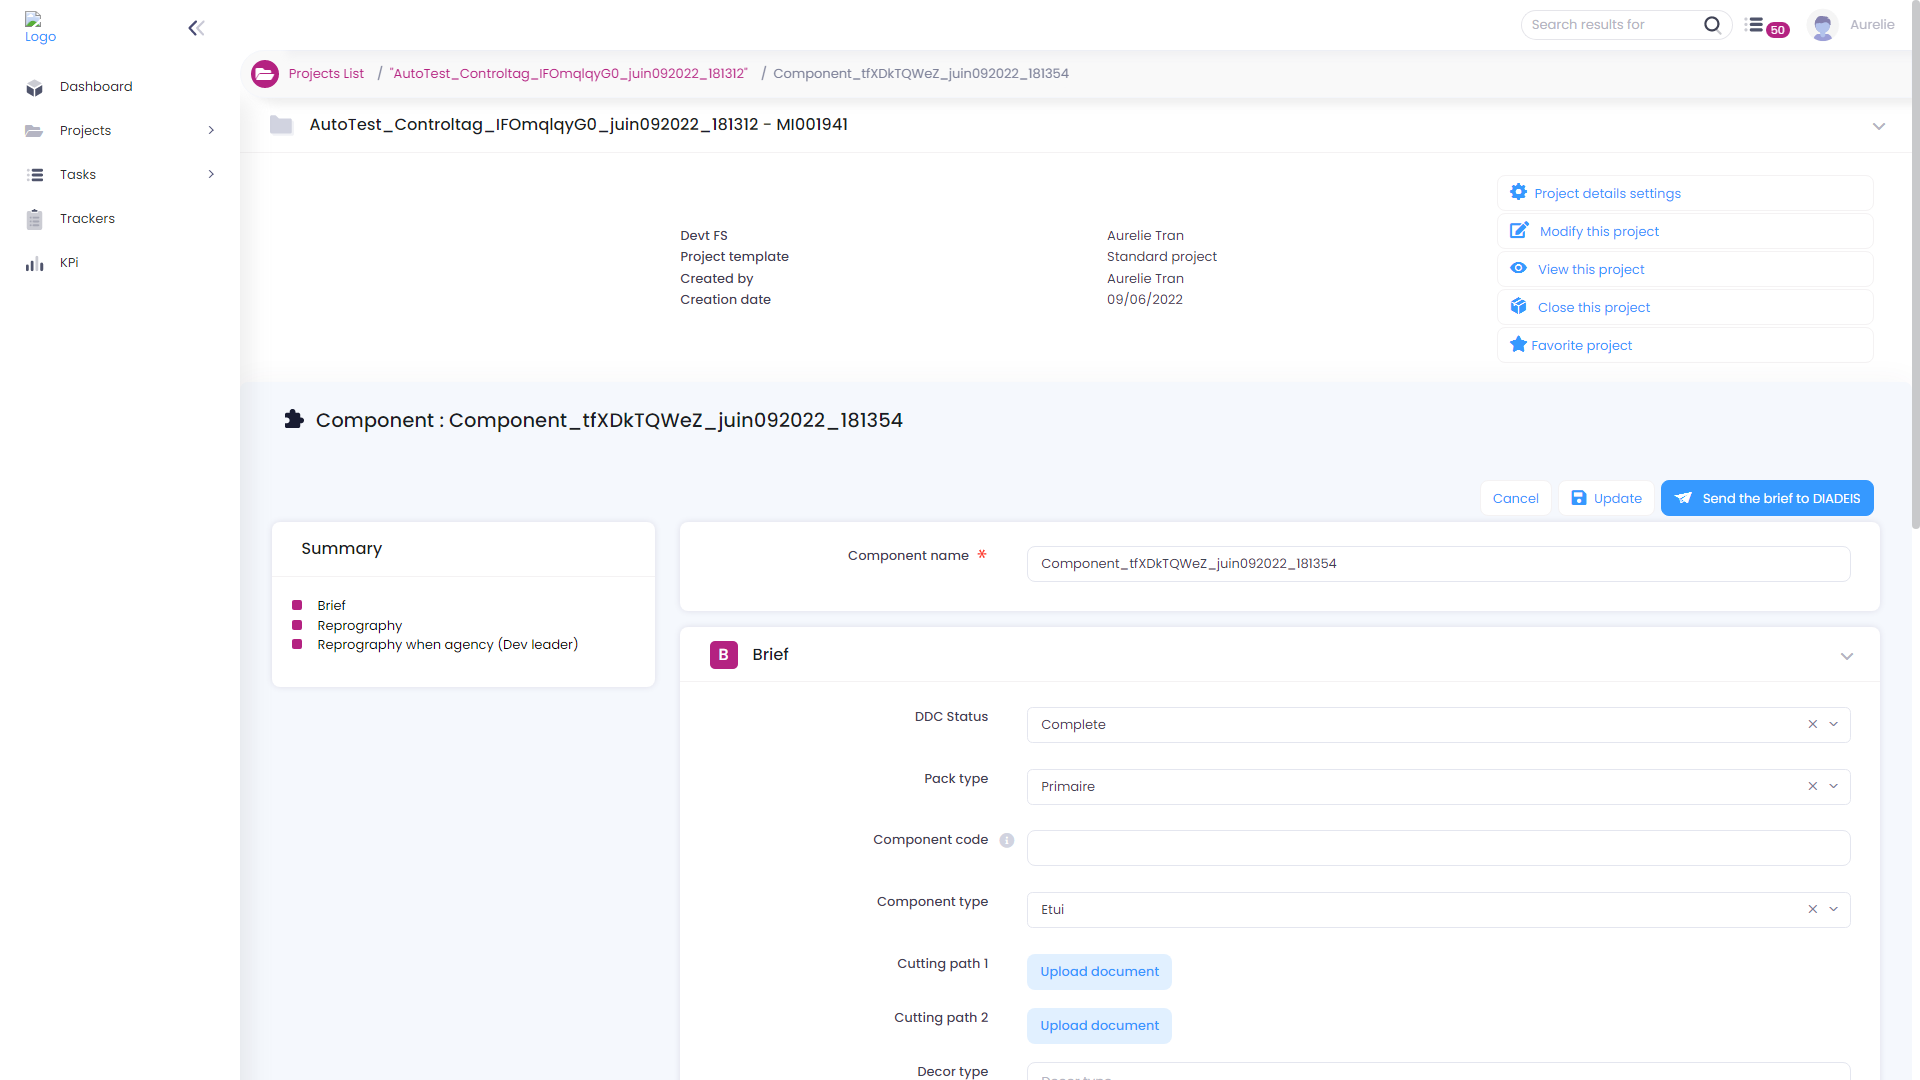 Logo
Search results for
50
Aurelie
Dashboard
Projects
Tasks
Trackers
KPi
Projects List / "AutoTest_Controltag_IFOmqlqyG0_juin092022_181312" / Component_tfXDkTQWeZ_juin092022_181354
AutoTest_Controltag_IFOmqlqyG0_juin092022_181312 - MI001941
Devt FS Aurelie Tran
Project template Standard project
Created by Aurelie Tran
Creation date 09/06/2022
Project details settings
Modify this project
View this project
Close this project
Favorite project
Component : Component_tfXDkTQWeZ_juin092022_181354
Cancel
Update
Send the brief to DIADEIS
Summary
Brief
Reprography
Reprography when agency (Dev leader)
Component name * Component_tfXDkTQWeZ_juin092022_181354
B Brief
DDC Status Complete
Pack type Primaire
Component code
Component type Etui
Cutting path 1 Upload document
Cutting path 2 Upload document
Decor type